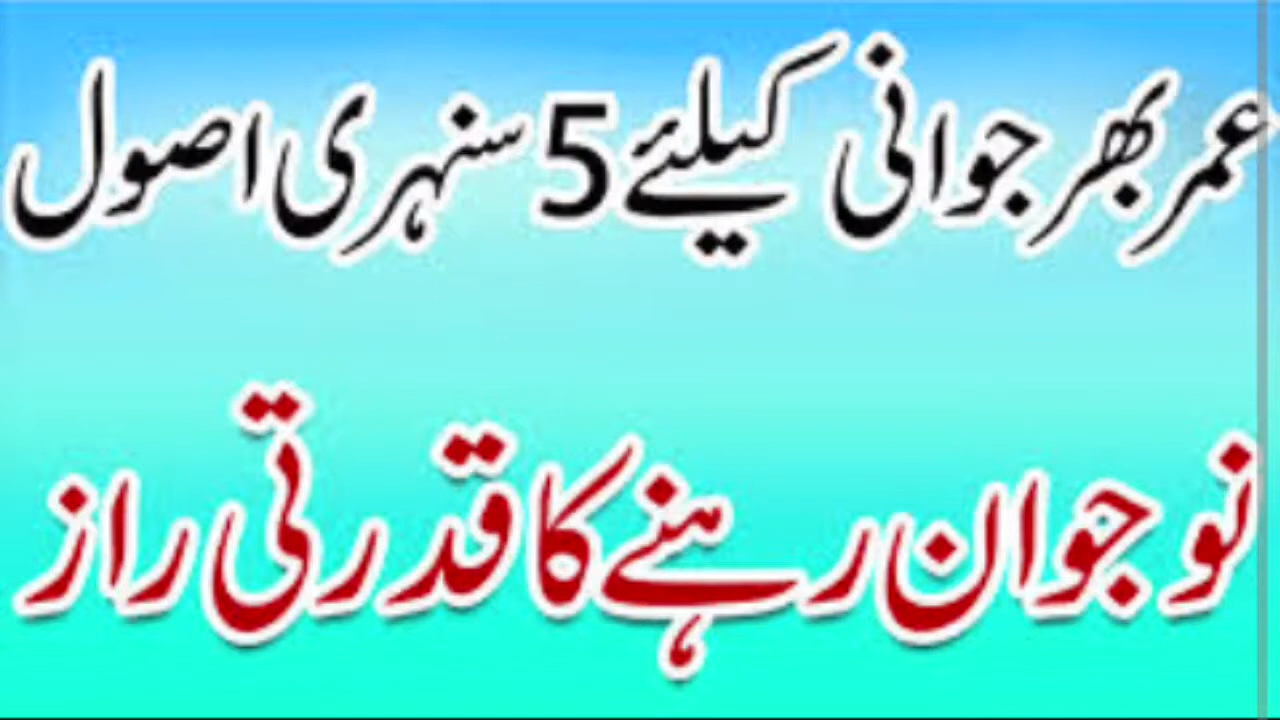 عمر بھر جوانی کیلئے 5 سنہری اصول
نوجوان رہنے کا قدرتی راز